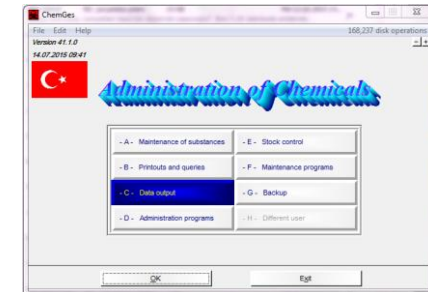 ChemGes
File Edit Help 168,237 disk operations
Version 41.1.0
14.07.2015 09:41
Administration of Chemicals
- A - Maintenance of substances
- E - Stock control
- B - Printouts and queries
- F - Maintenance programs
- C - Data output
- G - Backup
- D - Administration programs
- H - Different user
OK
Exit